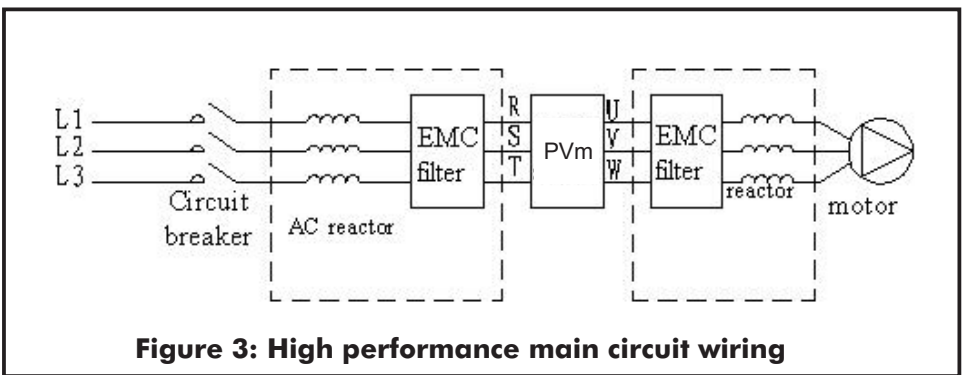 L1
L2
L3
Circuit
breaker
AC reactor
EMC
filter
R
S
T
PVm
U
V
W
EMC
filter
reactor
motor
Figure 3: High performance main circuit wiring